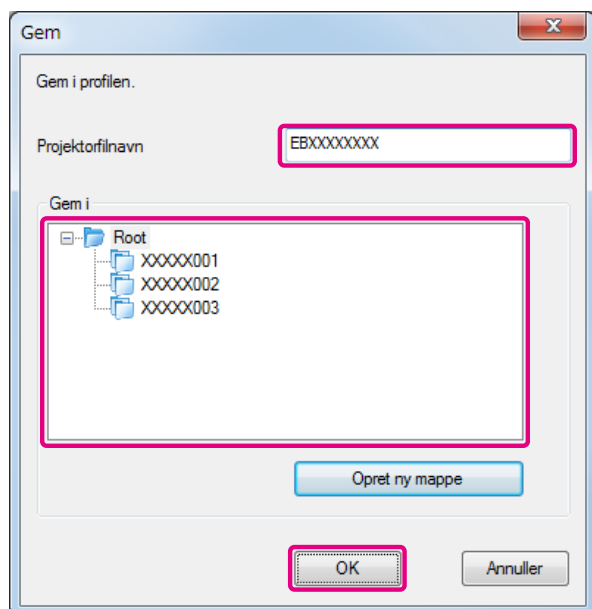 Gem
Gem i profilen.
Projektorfilnavn EBXXXXXXXX
Gem i
Root
XXXXX001
XXXXX002
XXXXX003
Opret ny mappe
OK Annuller